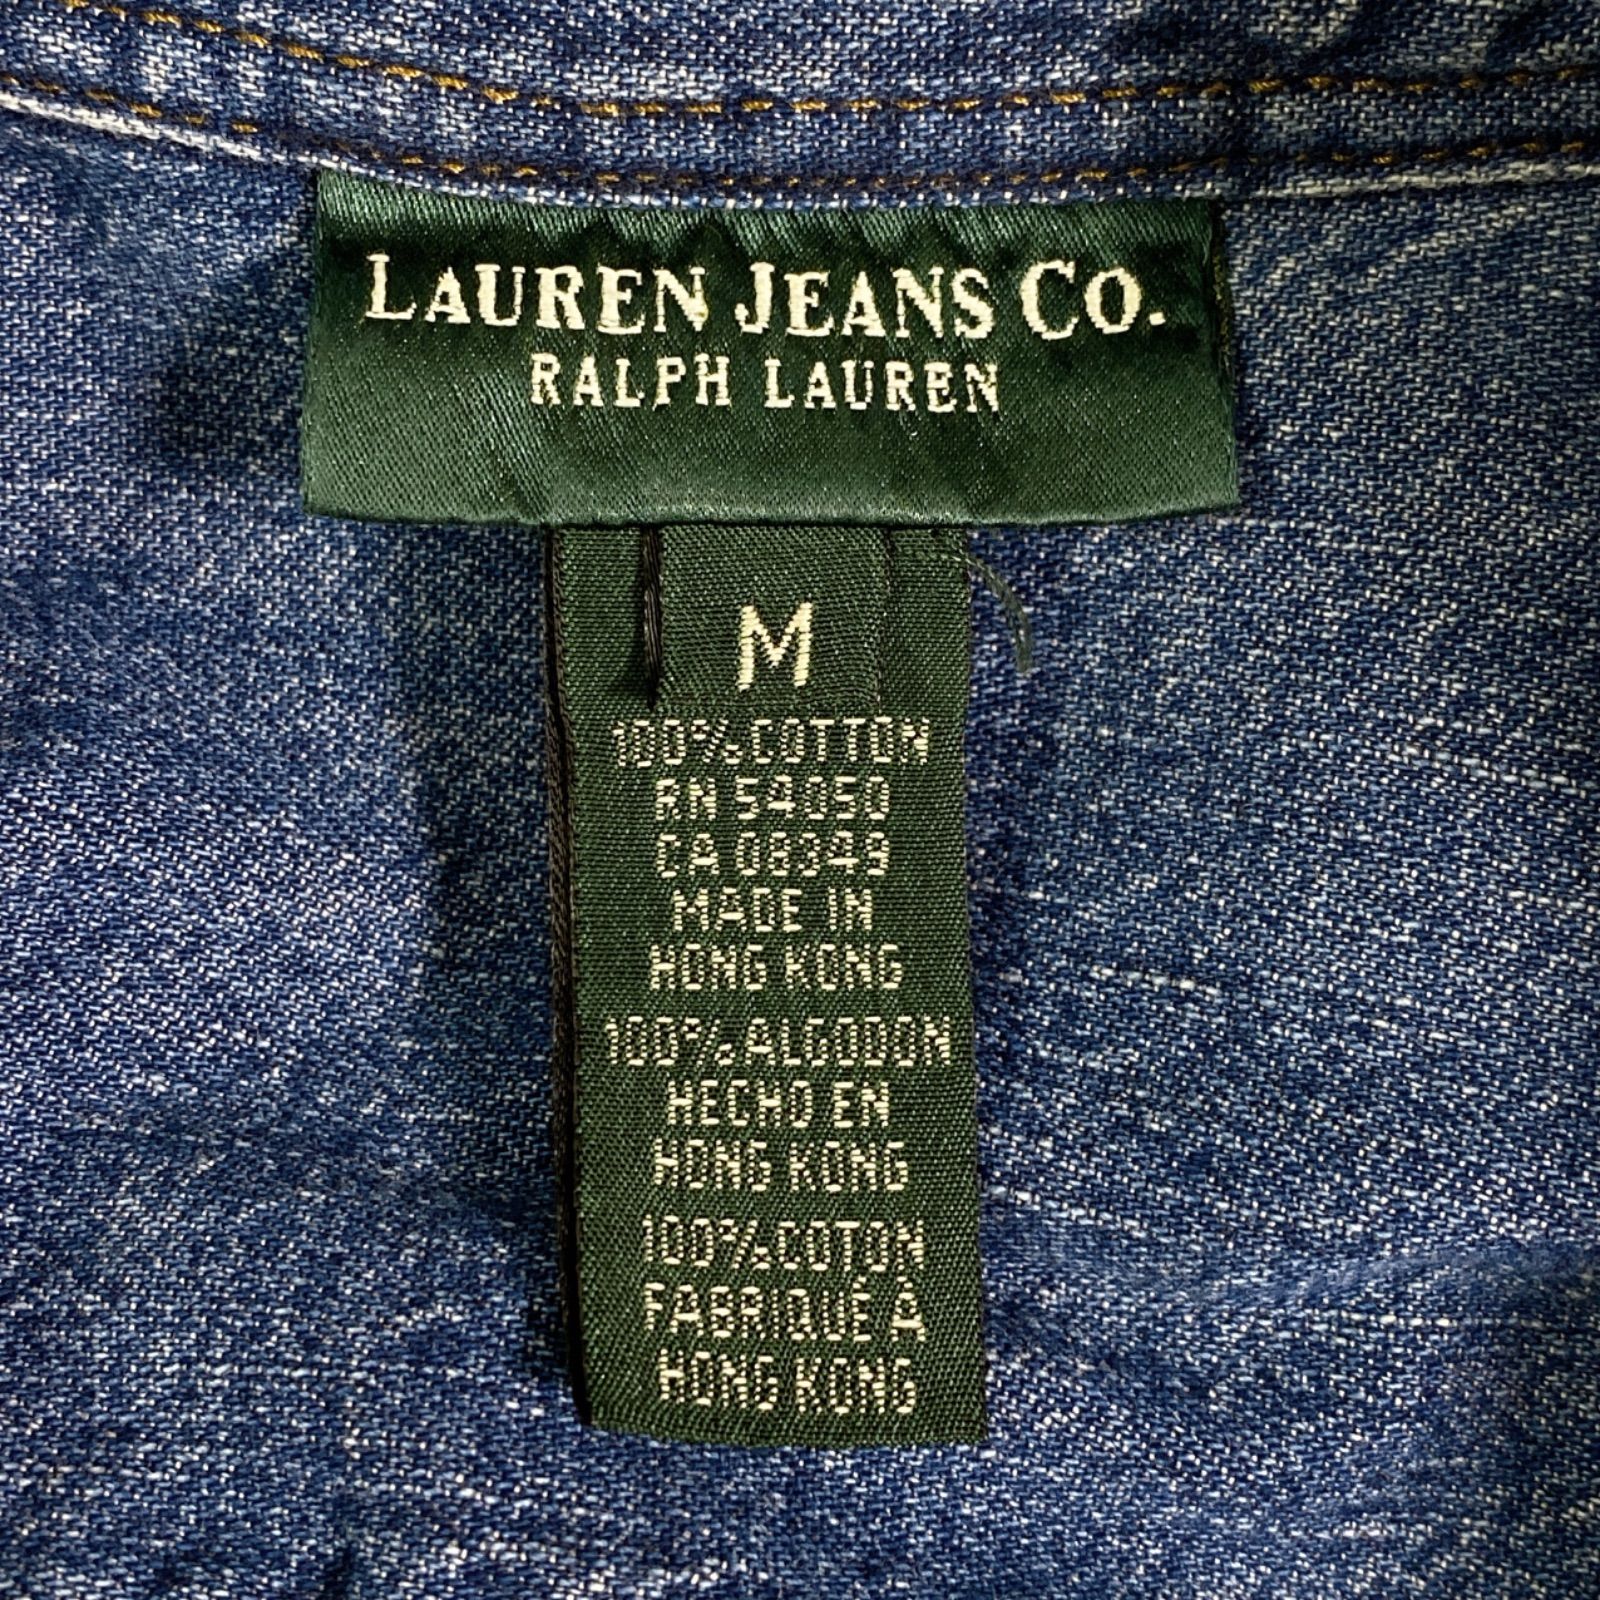 LAUREN JEANS CO.
RALPH LAUREN
M
100% COTTON
RN 54050
CA 08349
MADE IN
HONG KONG
100% ALGODON
HECHO EN
HONG KONG
100% COTON
FABRIQUÉ À
HONG KONG